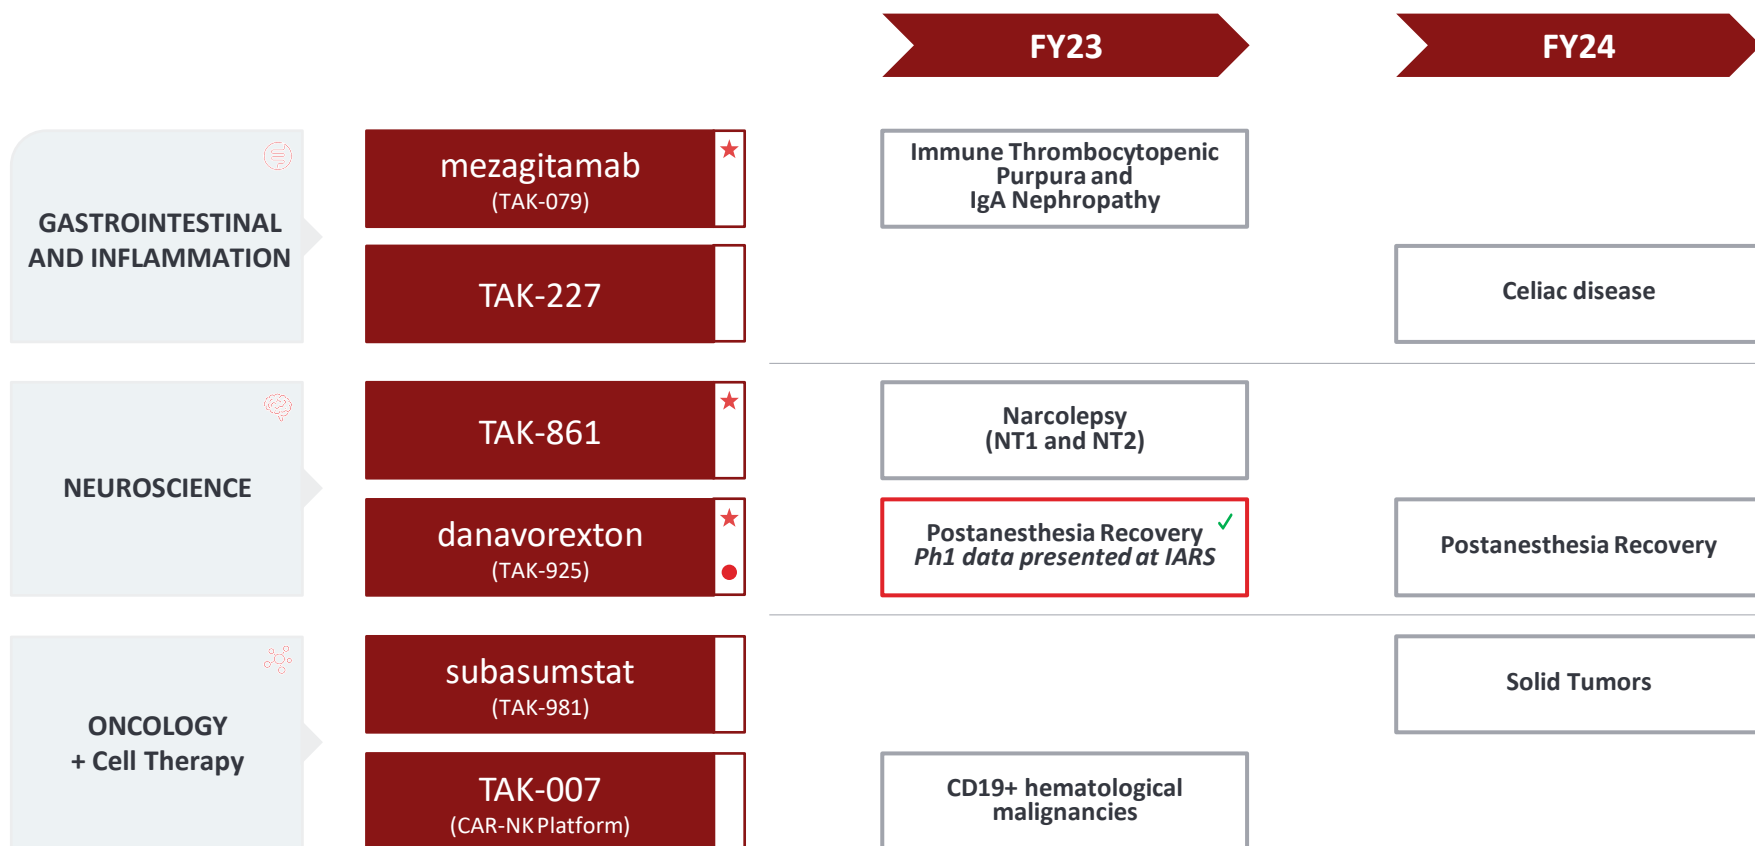 FY23
FY24
GASTROINTESTINAL
AND INFLAMMATION
mezagitamab
(TAK-079)
Immune Thrombocytopenic
Purpura and
IgA Nephropathy
TAK-227
Celiac disease
NEUROSCIENCE
TAK-861
Narcolepsy
(NT1 and NT2)
danavorexton
(TAK-925)
Postanesthesia Recovery
Ph1 data presented at IARS
Postanesthesia Recovery
ONCOLOGY
+ Cell Therapy
subasumstat
(TAK-981)
Solid Tumors
TAK-007
(CAR-NK Platform)
CD19+ hematological
malignancies